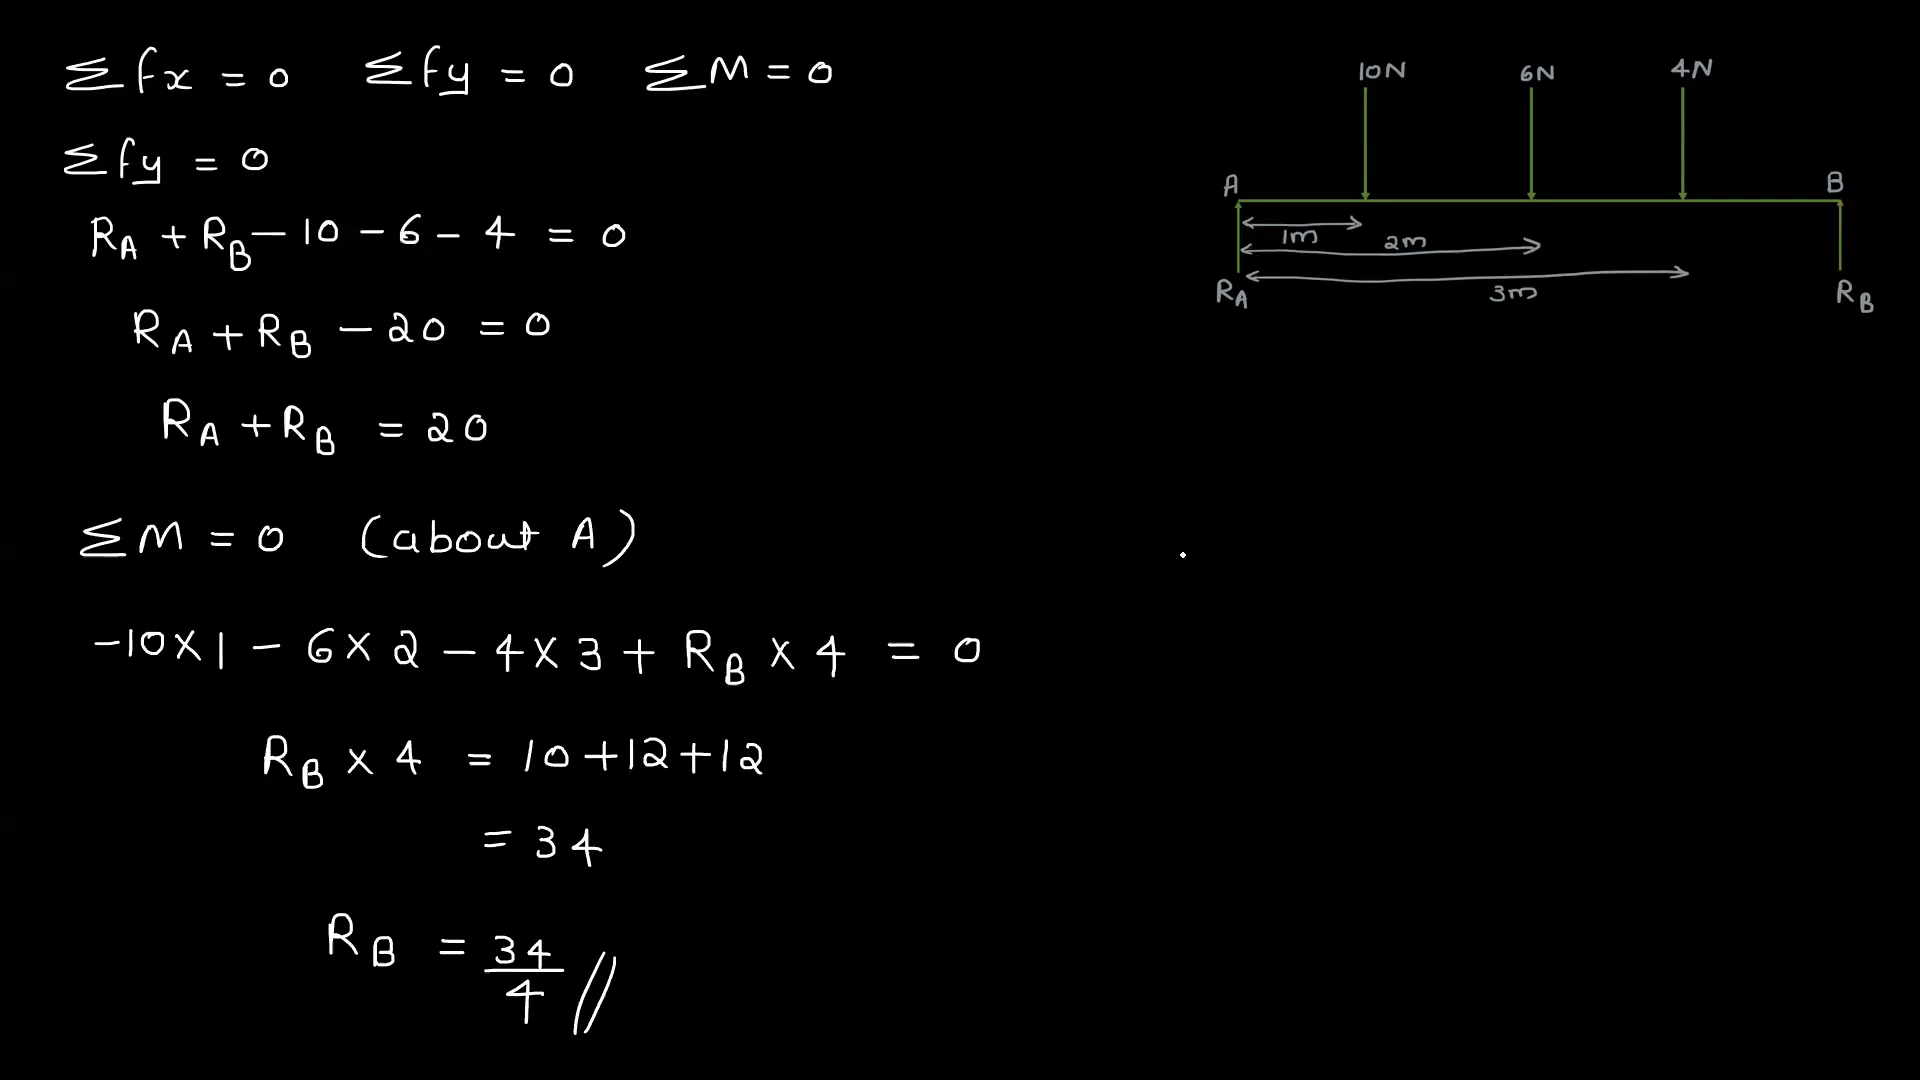 Σfx = 0 Σfy = 0 ΣM = 0
Σfy = 0
RA + RB - 10 - 6 - 4 = 0
RA + RB - 20 = 0
RA + RB = 20
ΣM = 0 (about A)
-10 × 1 - 6 × 2 - 4 × 3 + RB × 4 = 0
RB × 4 = 10 + 12 + 12
= 34
RB = 34/4 //
10N 6N 4N
A B
1m
2m
3m
RA RB